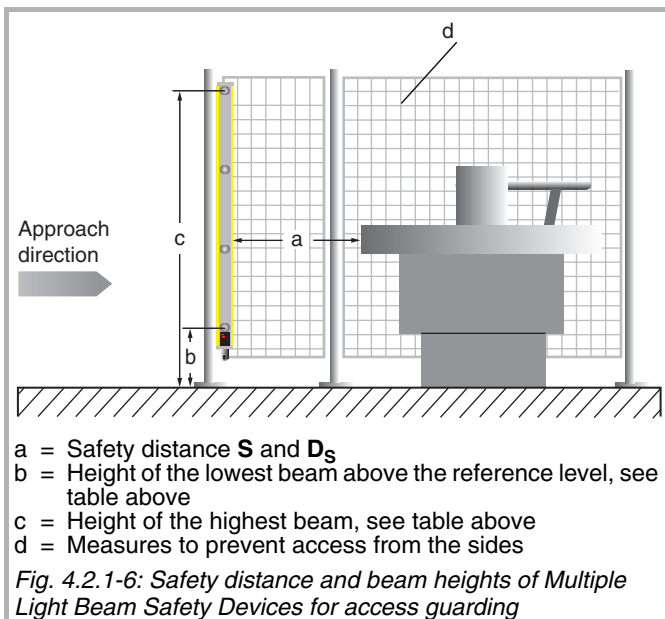 d
Approach
direction
c
a
b
a = Safety distance S and DS
b = Height of the lowest beam above the reference level, see
table above
c = Height of the highest beam, see table above
d = Measures to prevent access from the sides
Fig. 4.2.1-6: Safety distance and beam heights of Multiple
Light Beam Safety Devices for access guarding